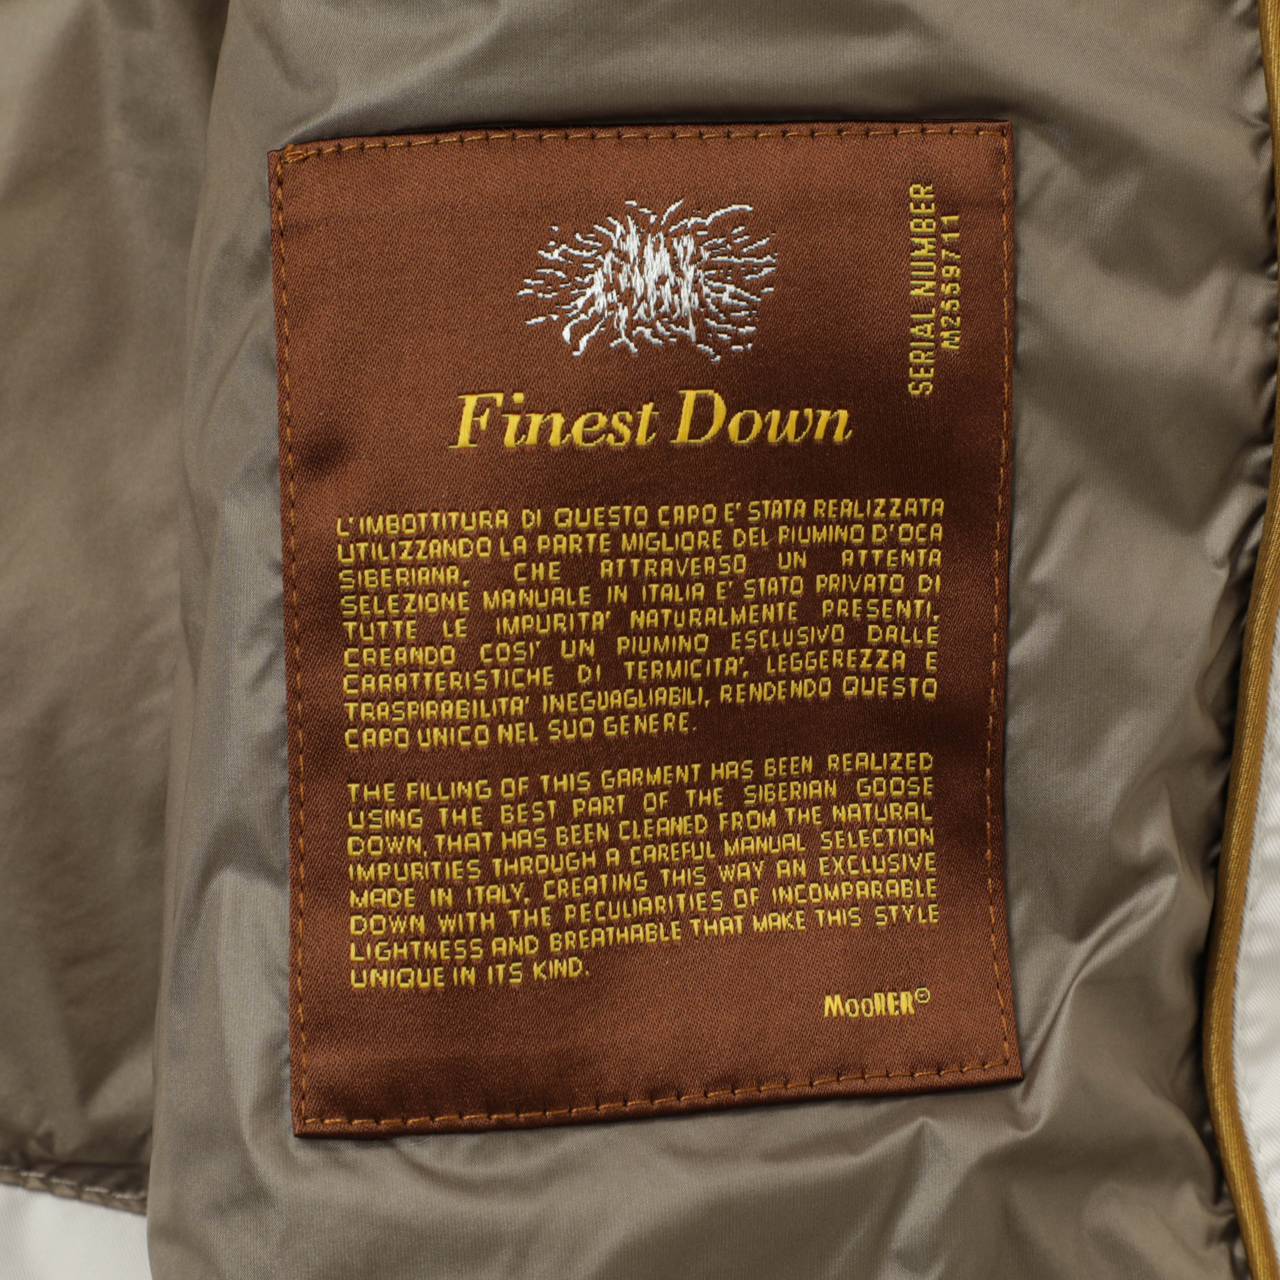 SERIAL NUMBER
M2559711
Finest Down
L'IMBOTTITURA DI QUESTO CAPO E' STATA REALIZZATA
UTILIZZANDO LA PARTE MIGLIORE DEL PIUMINO D'OCA
SIBERIANA, CHE ATTRAVERSO UN ATTENTA
SELEZIONE MANUALE IN ITALIA E' STATO PRIVATO DI
TUTTE LE IMPURITA' NATURALMENTE PRESENTI,
CREANDO COSI' UN PIUMINO ESCLUSIVO DALLE
CARATTERISTICHE DI TERMICITA', LEGGEREZZA E
TRASPIRABILITA' INEGUAGLIABILI, RENDENDO QUESTO
CAPO UNICO NEL SUO GENERE.
THE FILLING OF THIS GARMENT HAS BEEN REALIZED
USING THE BEST PART OF THE SIBERIAN GOOSE
DOWN, THAT HAS BEEN CLEANED FROM THE NATURAL
IMPURITIES THROUGH A CAREFUL MANUAL SELECTION
MADE IN ITALY, CREATING THIS WAY AN EXCLUSIVE
DOWN WITH THE PECULIARITIES OF INCOMPARABLE
LIGHTNESS AND BREATHABLE THAT MAKE THIS STYLE
UNIQUE IN ITS KIND.
MooRER®